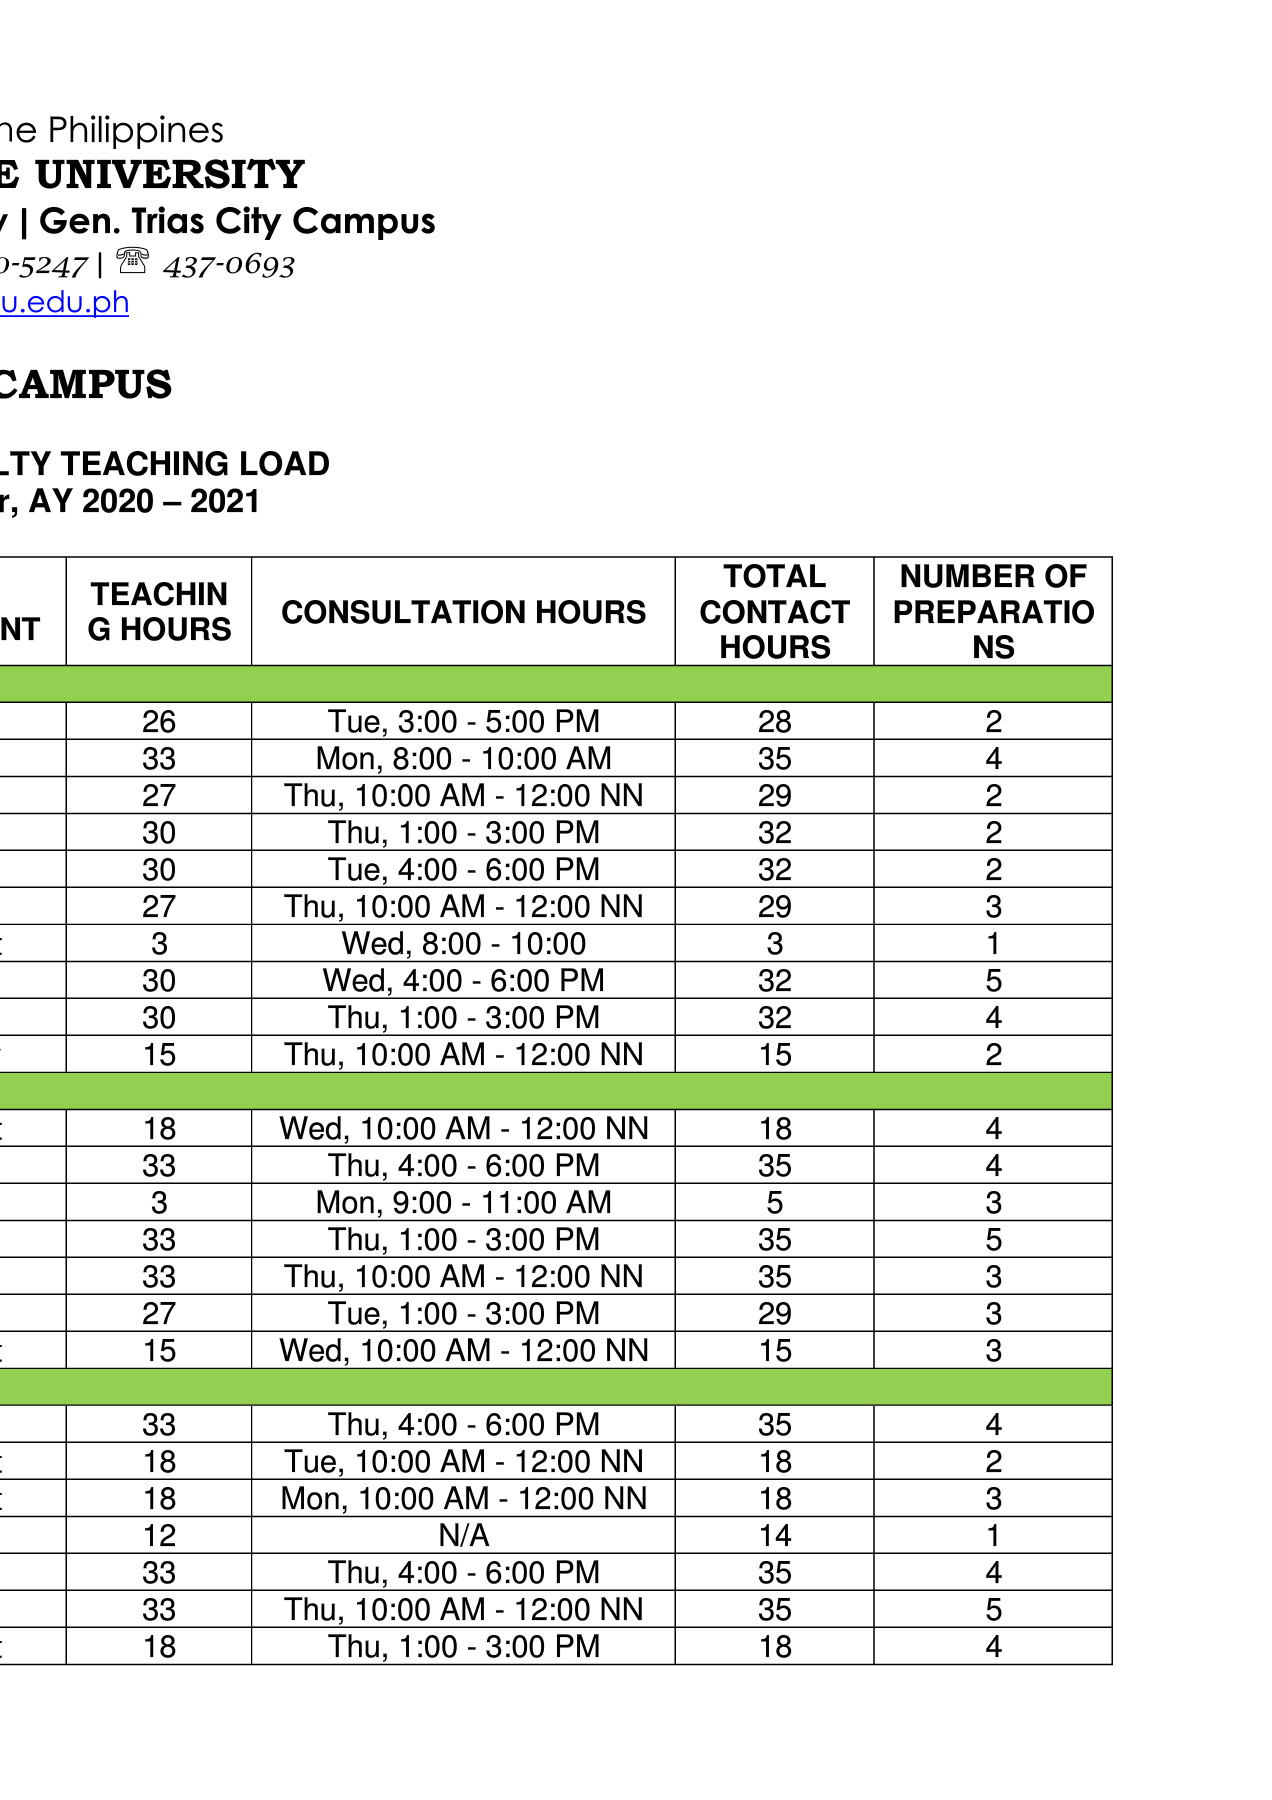 he Philippines
E UNIVERSITY
y | Gen. Trias City Campus
0-5247 | ☏ 437-0693
u.edu.ph
CAMPUS
LTY TEACHING LOAD
r, AY 2020 – 2021
NT
TEACHIN
G HOURS
CONSULTATION HOURS
TOTAL
CONTACT
HOURS
NUMBER OF
PREPARATIO
NS
26 Tue, 3:00 - 5:00 PM 28 2
33 Mon, 8:00 - 10:00 AM 35 4
27 Thu, 10:00 AM - 12:00 NN 29 2
30 Thu, 1:00 - 3:00 PM 32 2
30 Tue, 4:00 - 6:00 PM 32 2
27 Thu, 10:00 AM - 12:00 NN 29 3
t 3 Wed, 8:00 - 10:00 3 1
30 Wed, 4:00 - 6:00 PM 32 5
30 Thu, 1:00 - 3:00 PM 32 4
15 Thu, 10:00 AM - 12:00 NN 15 2
t 18 Wed, 10:00 AM - 12:00 NN 18 4
33 Thu, 4:00 - 6:00 PM 35 4
3 Mon, 9:00 - 11:00 AM 5 3
33 Thu, 1:00 - 3:00 PM 35 5
33 Thu, 10:00 AM - 12:00 NN 35 3
27 Tue, 1:00 - 3:00 PM 29 3
t 15 Wed, 10:00 AM - 12:00 NN 15 3
33 Thu, 4:00 - 6:00 PM 35 4
t 18 Tue, 10:00 AM - 12:00 NN 18 2
t 18 Mon, 10:00 AM - 12:00 NN 18 3
12 N/A 14 1
33 Thu, 4:00 - 6:00 PM 35 4
33 Thu, 10:00 AM - 12:00 NN 35 5
t 18 Thu, 1:00 - 3:00 PM 18 4